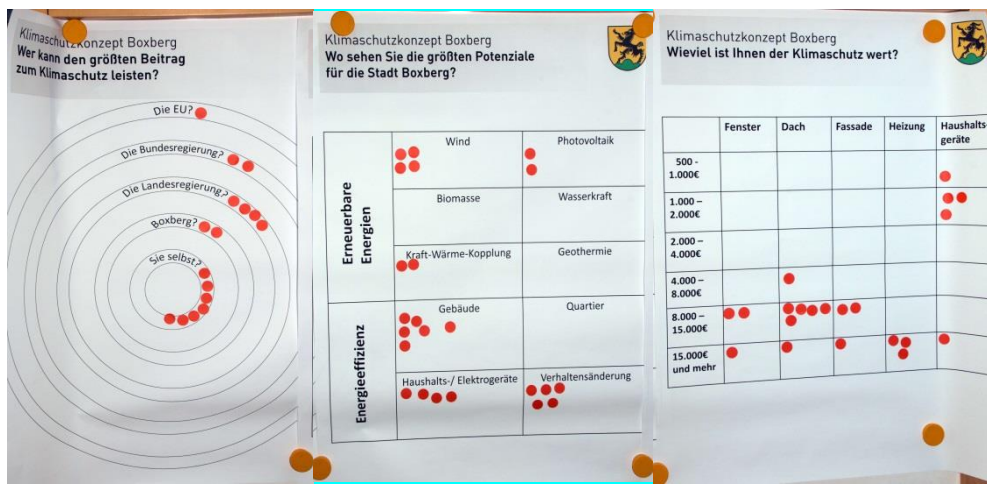 Klimaschutzkonzept Boxberg
Wer kann den größten Beitrag
zum Klimaschutz leisten?
Die EU?
Die Bundesregierung?
Die Landesregierung?
Boxberg?
Sie selbst?
Klimaschutzkonzept Boxberg
Wo sehen Sie die größten Potenziale
für die Stadt Boxberg?
Erneuerbare
Energien
Wind
Photovoltaik
Biomasse
Wasserkraft
Kraft-Wärme-Kopplung
Geothermie
Energieeffizienz
Gebäude
Quartier
Haushalts-/ Elektrogeräte
Verhaltensänderung
Klimaschutzkonzept Boxberg
Wieviel ist Ihnen der Klimaschutz wert?
Fenster Dach Fassade Heizung Haushalts-
geräte
500 -
1.000€
1.000 –
2.000€
2.000 –
4.000€
4.000 –
8.000€
8.000 –
15.000€
15.000€
und mehr